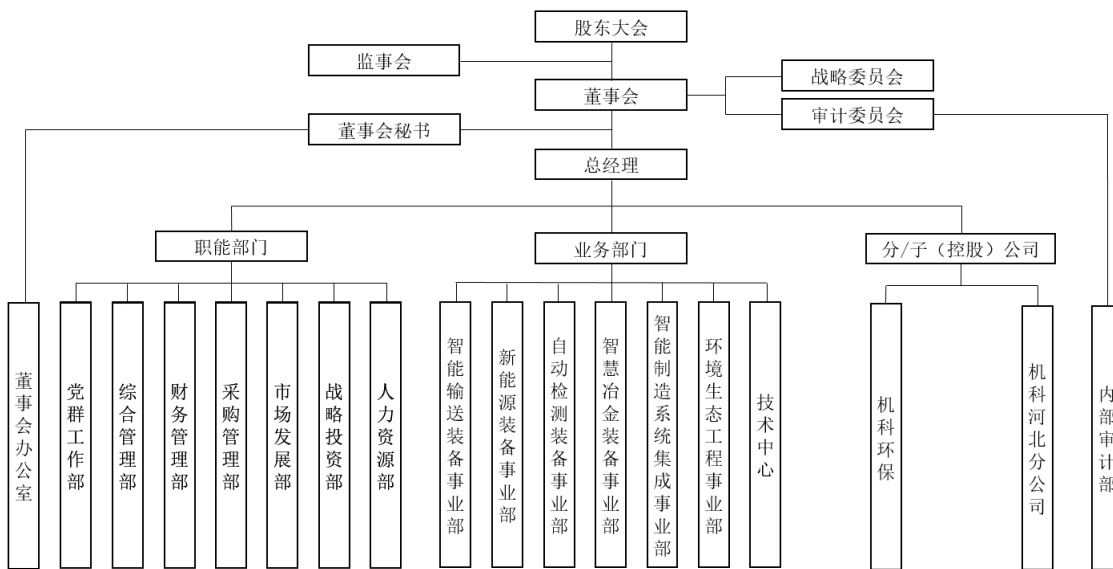 股东大会
监事会
战略委员会
董事会
审计委员会
董事会秘书
总经理
职能部门
业务部门
分/子（控股）公司
董事会办公室
党群工作部
综合管理部
财务管理部
采购管理部
市场发展部
战略投资部
人力资源部
智能输送装备事业部
新能源装备事业部
自动检测装备事业部
智慧冶金装备事业部
智能制造系统集成事业部
环境生态工程事业部
技术中心
机科环保
机科河北分公司
内部审计部